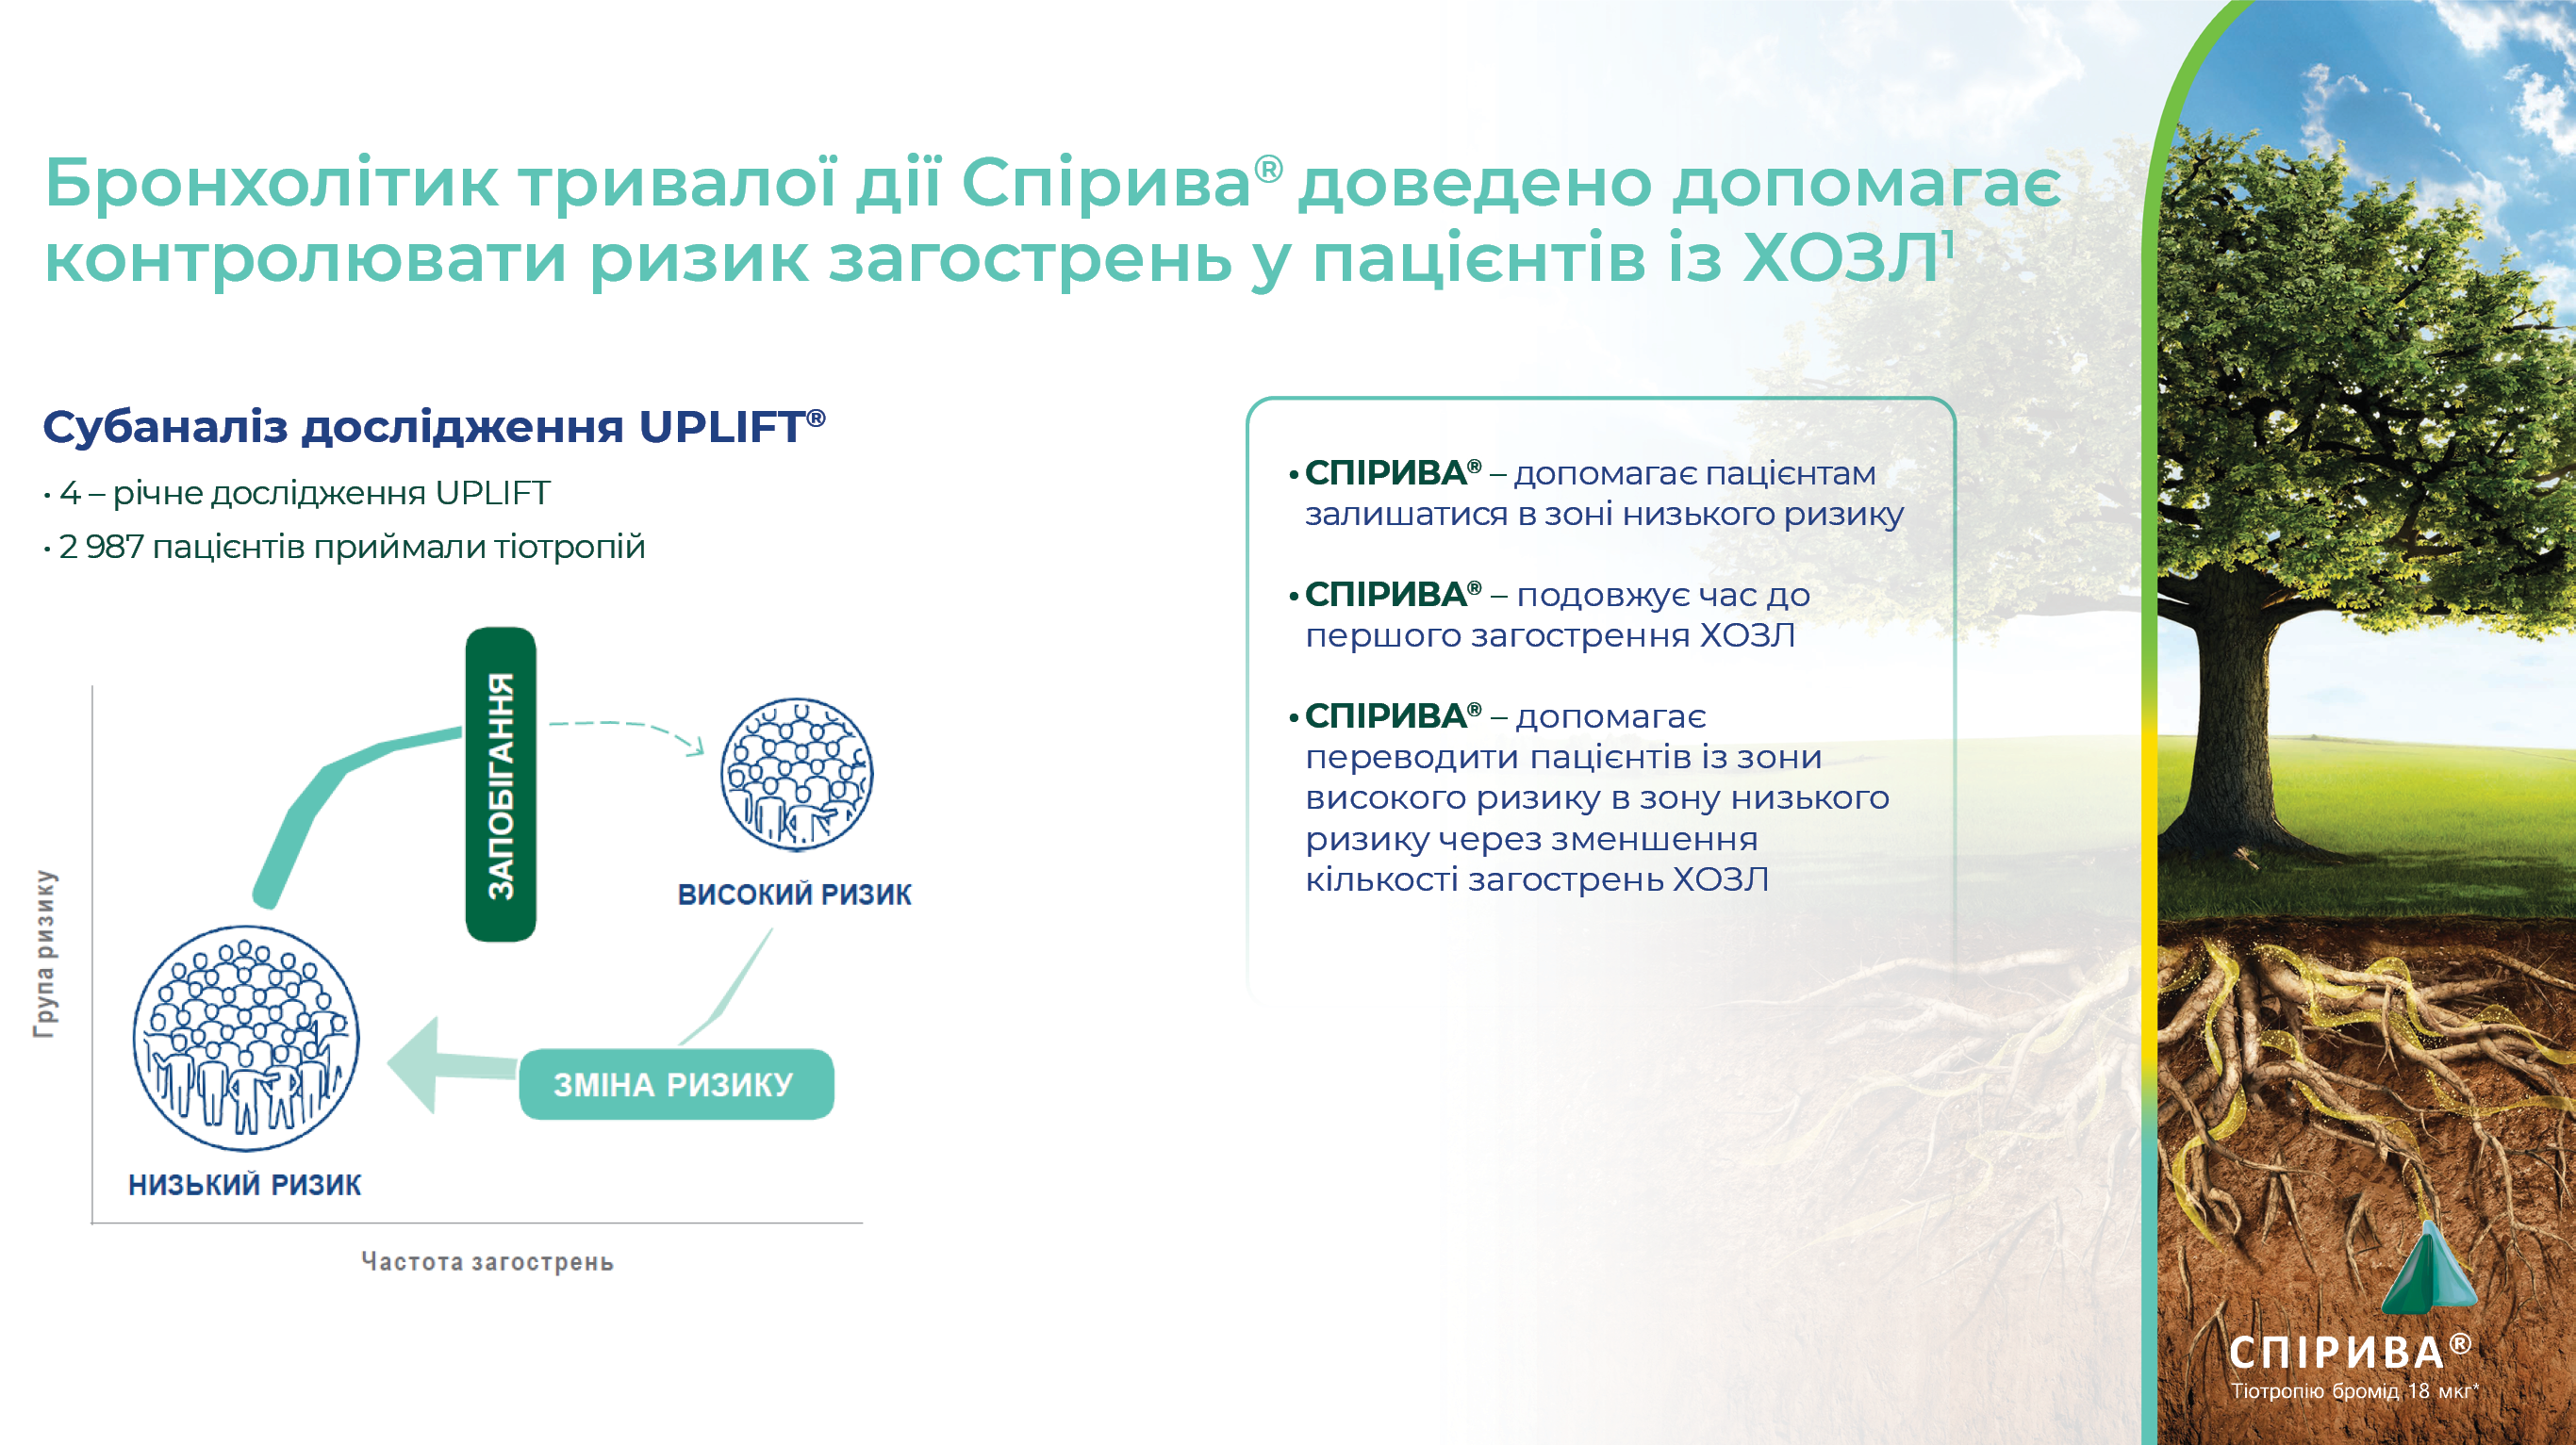 Бронхолітик тривалої дії Спірива® доведено допомагає
контролювати ризик загострень у пацієнтів із ХОЗЛ¹
Субаналіз дослідження UPLIFT®
· 4 – річне дослідження UPLIFT
· 2 987 пацієнтів приймали тіотропій
ЗАПОБІГАННЯ
ВИСОКИЙ РИЗИК
Група ризику
ЗМІНА РИЗИКУ
НИЗЬКИЙ РИЗИК
Частота загострень
• СПІРИВА® – допомагає пацієнтам
залишатися в зоні низького ризику
• СПІРИВА® – подовжує час до
першого загострення ХОЗЛ
• СПІРИВА® – допомагає
переводити пацієнтів із зони
високого ризику в зону низького
ризику через зменшення
кількості загострень ХОЗЛ
СПІРИВА®
Тіотропію бромід 18 мкг*